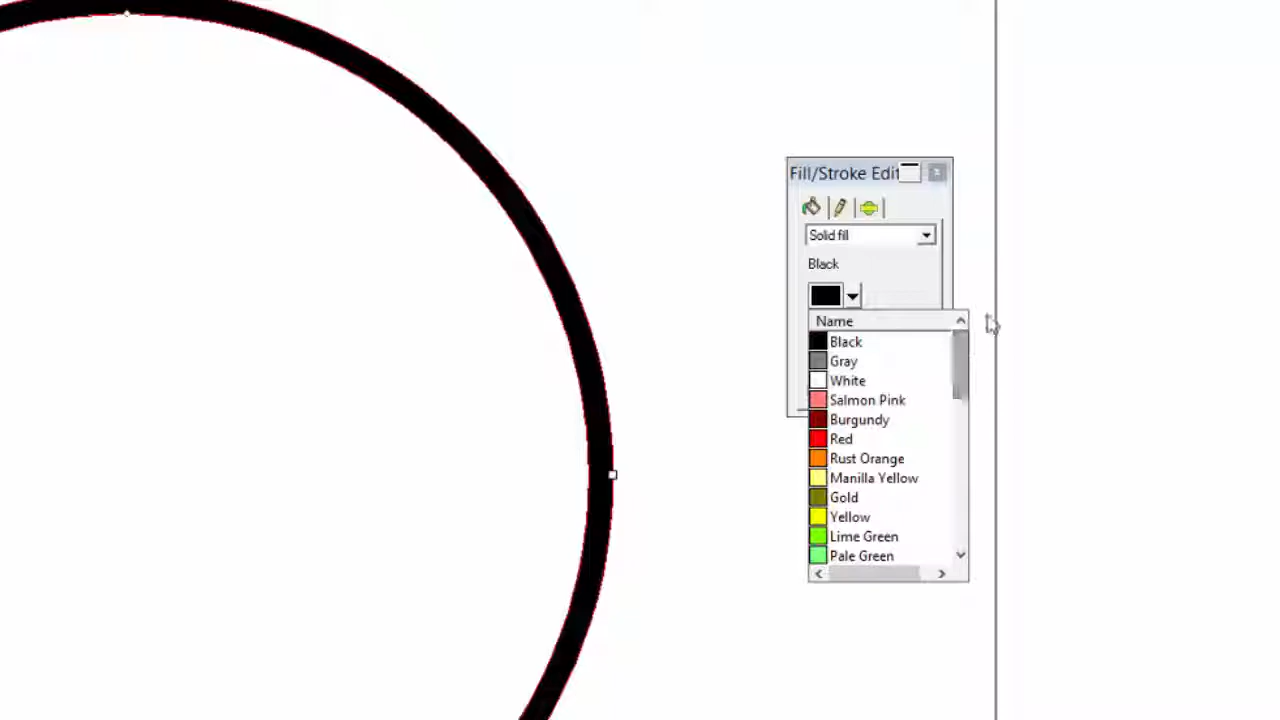 Fill/Stroke Edit
Solid fill
Black
Name
Black
Gray
White
Salmon Pink
Burgundy
Red
Rust Orange
Manilla Yellow
Gold
Yellow
Lime Green
Pale Green